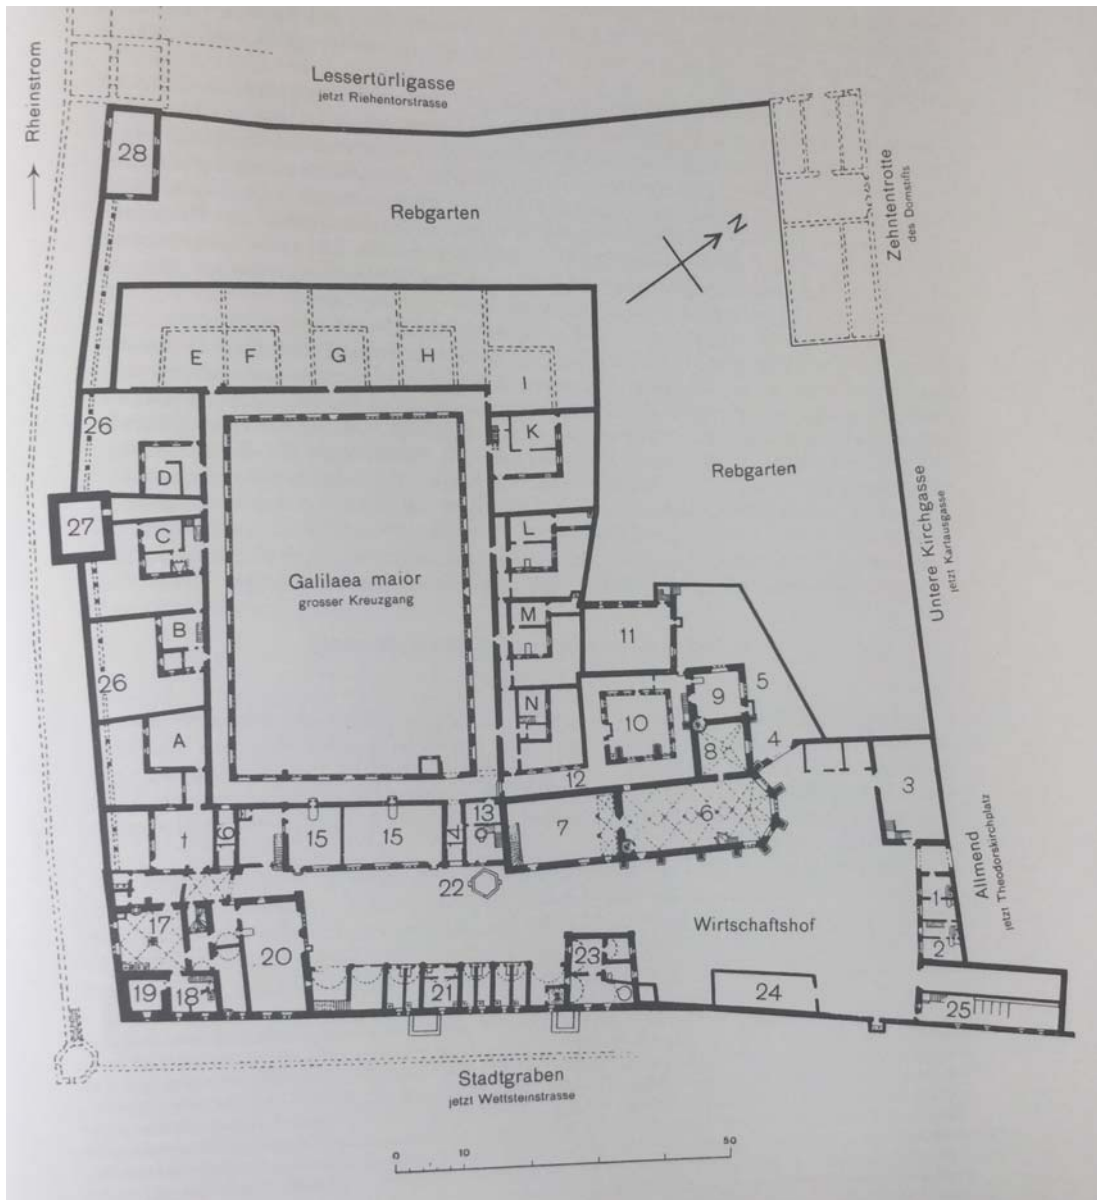 Lessertürligasse
jetzt Riehentorstrasse
Rheinstrom
28
Rebgarten
N
Zehntentrotte
des Domstifts
E
F
G
H
I
26
D
K
27
C
L
Galilaea maior
grosser Kreuzgang
Rebgarten
Untere Kirchgasse
jetzt Kartausgasse
B
M
11
26
N
5
9
10
A
8
4
12
3
6
1
16
15
15
14
13
7
Allmend
jetzt Theodorskirchplatz
22
1
17
Wirtschaftshof
2
20
23
19
18
21
24
25
Stadtgraben
jetzt Wettsteinstrasse
0
10
50